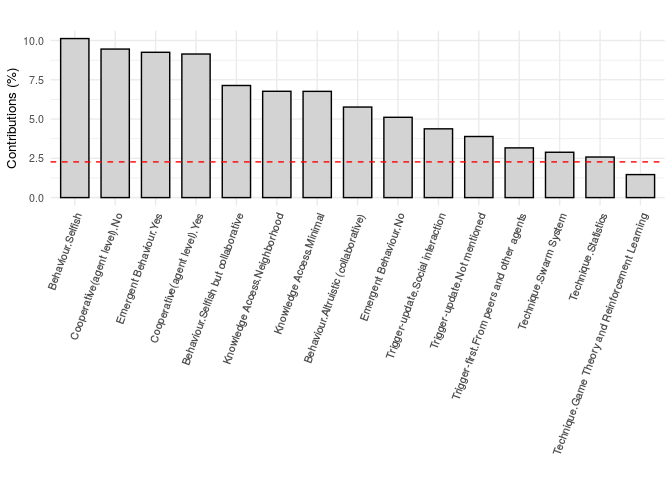 Contributions (%)
10.0
7.5
5.0
2.5
0.0
Behaviour.Selfish
Cooperative(agent level).No
Emergent Behaviour.Yes
Cooperative(agent level).Yes
Behaviour.Selfish but collaborative
Knowledge Access.Neighborhood
Knowledge Access.Minimal
Behaviour.Altruistic (collaborative)
Emergent Behaviour.No
Trigger-update.Social Interaction
Trigger-update.Not mentioned
Trigger-first.From peers and other agents
Technique.Swarm System
Technique.Statistics
Technique.Game Theory and Reinforcement Learning